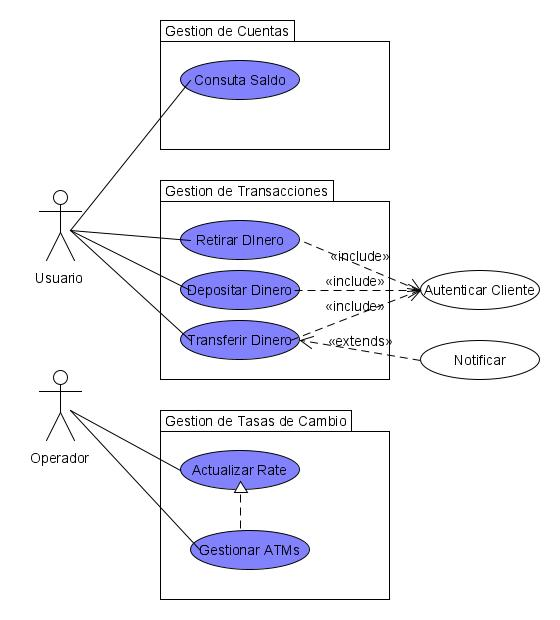 Gestion de Cuentas
Consuta Saldo
Usuario
Gestion de Transacciones
Retirar DInero
«include»
Depositar Dinero
«include»
Autenticar Cliente
«include»
Transferir Dinero
«extends»
Notificar
Operador
Gestion de Tasas de Cambio
Actualizar Rate
Gestionar ATMs